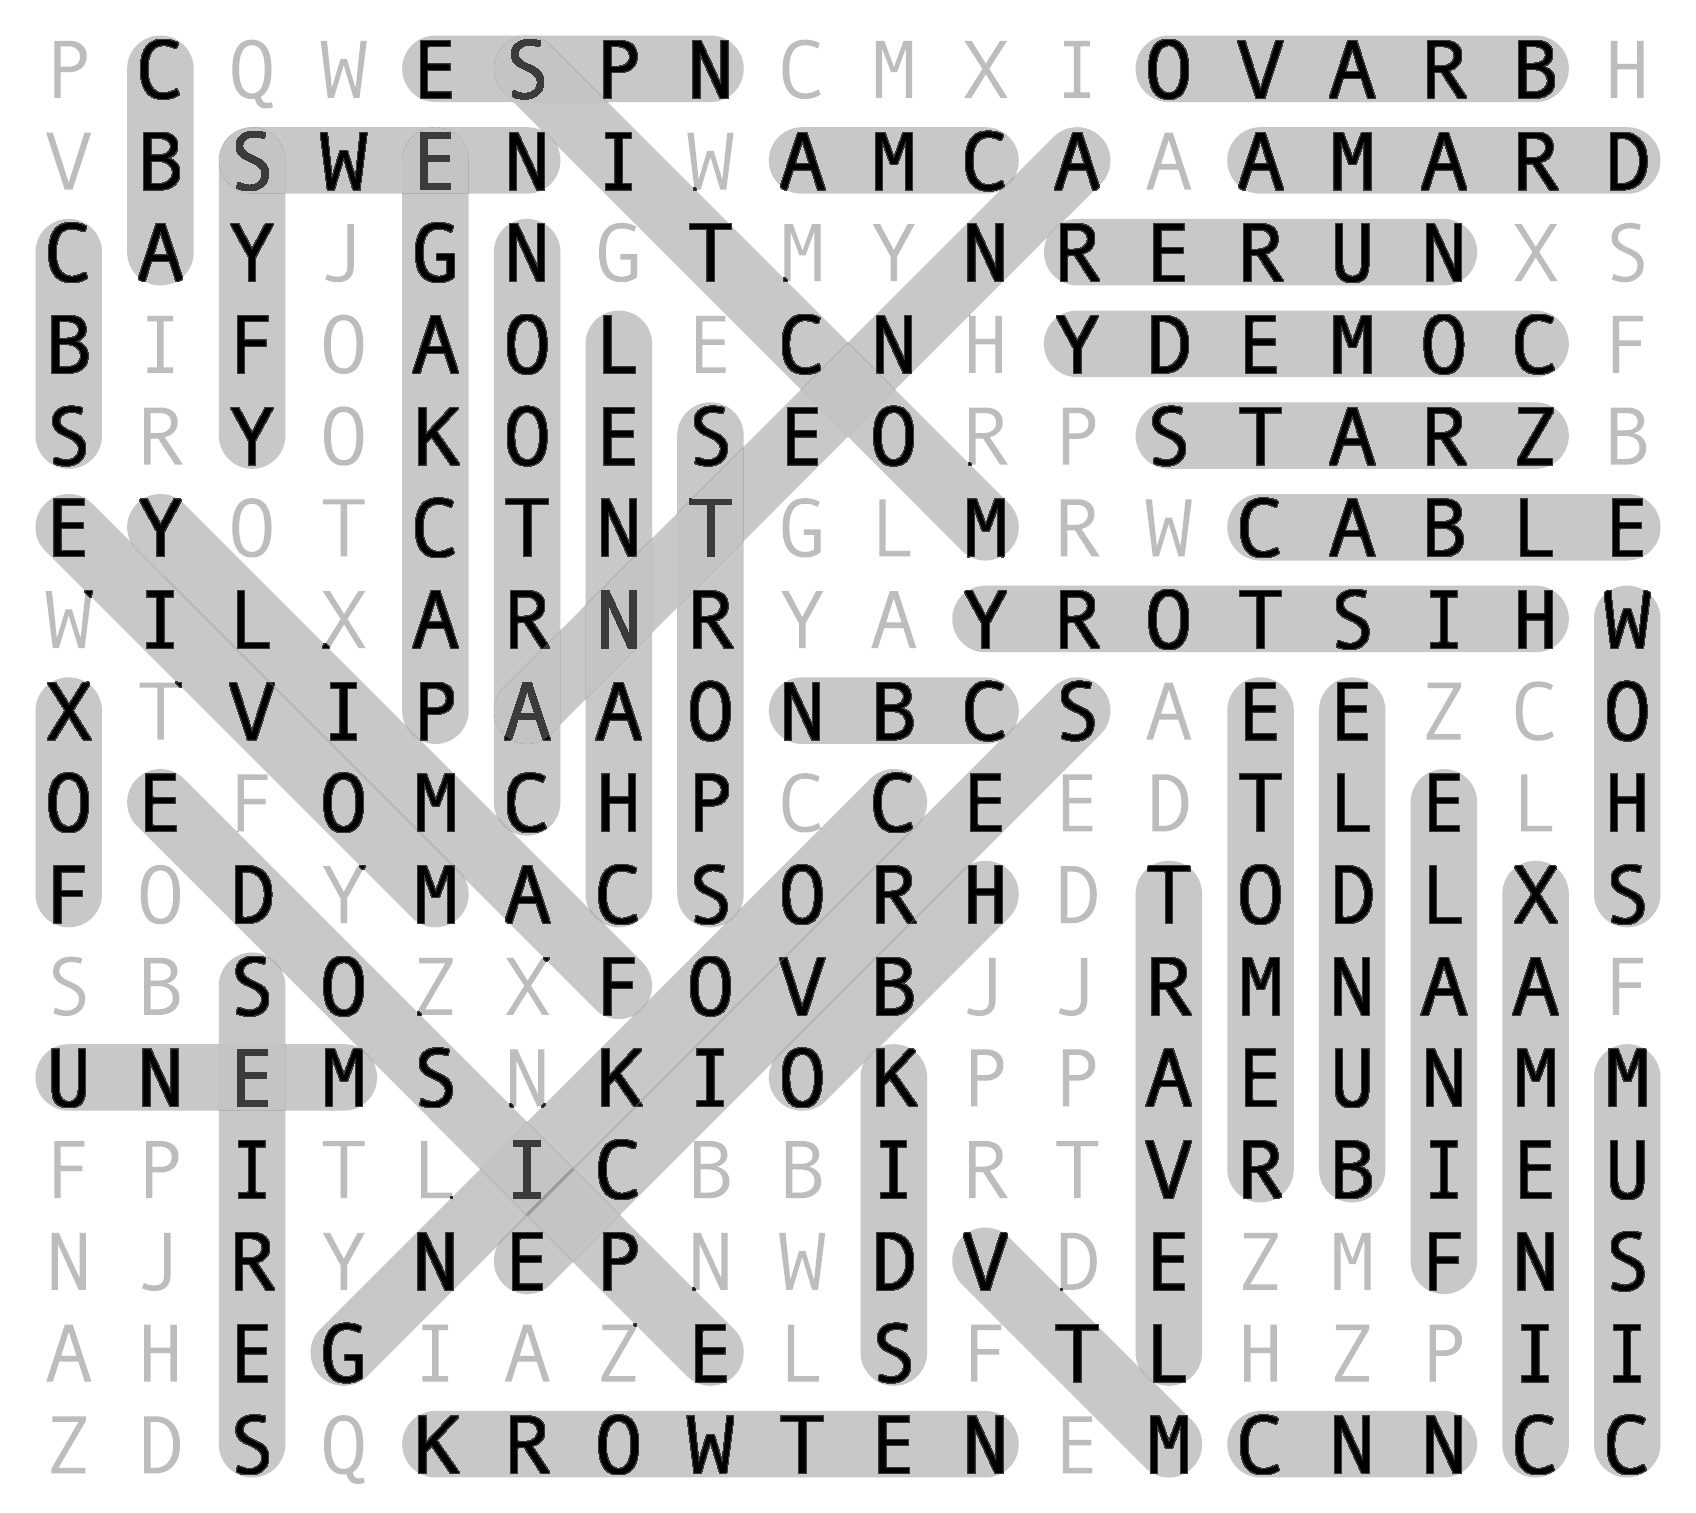 P C Q W E S P N C M X I O V A R B H
V B S W E N I W A M C A A A M A R D
C A Y J G N G T M Y N R E R U N X S
B I F O A O L E C N H Y D E M O C F
S R Y O K O E S E O R P S T A R Z B
E Y O T C T N T G L M R W C A B L E
W I L X A R N R Y A Y R O T S I H W
X T V I P A A O N B C S A E E Z C O
O E F O M C H P C C E E D T L E L H
F O D Y M A C S O R H D T O D L X S
S B S O Z X F O V B J J R M N A A F
U N E M S N K I O K P P A E U N M M
F P I T L I C B B I R T V R B I E U
N J R Y N E P N W D V D E Z M F N S
A H E G I A Z E L S F T L H Z P I I
Z D S Q K R O W T E N E M C N N C C